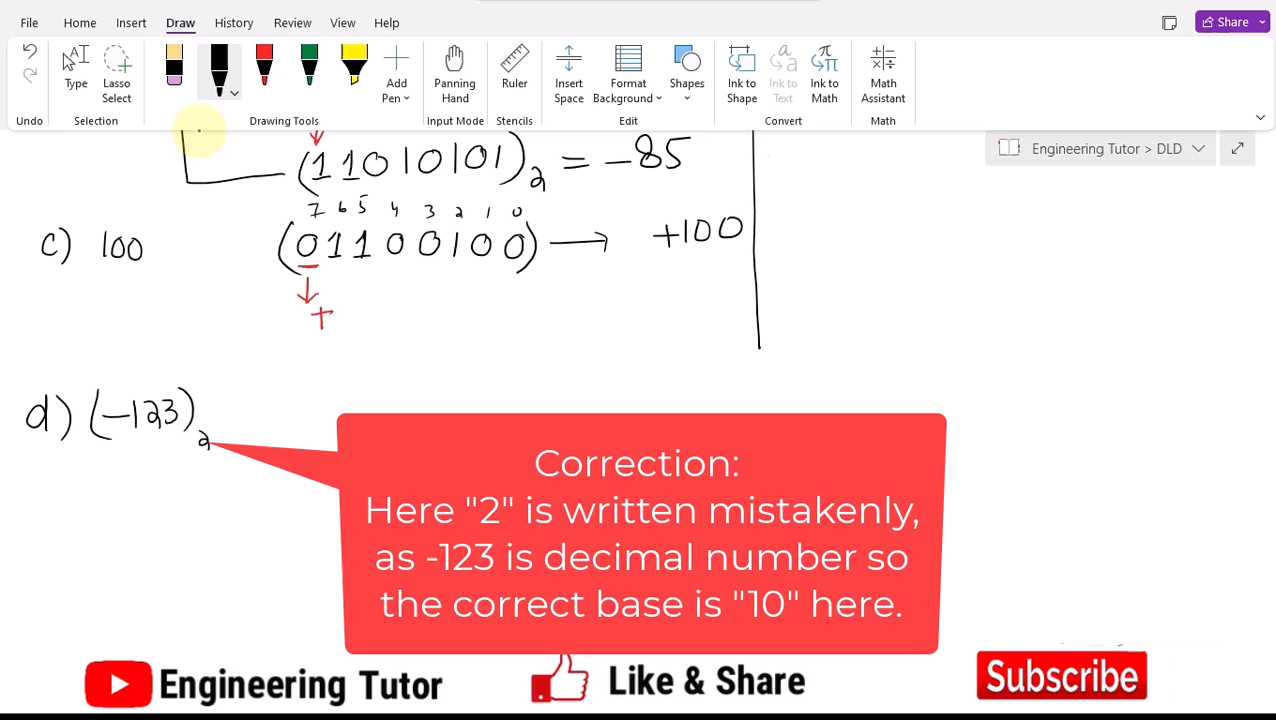 File Home Insert Draw History Review View Help Share
Type Lasso Select Add Pen Panning Hand Ruler Insert Space Format Background Shapes Ink to Shape Ink to Text Ink to Math Math Assistant
Undo Selection Drawing Tools Input Mode Edit Convert Math
Engineering Tutor > DLD
(11010101)2 = -85
7 6 5 4 3 2 1 0
c) 100 (01100100) → +100
+
d) (-123)2
Correction:
Here "2" is written mistakenly,
as -123 is decimal number so
the correct base is "10" here.
Engineering Tutor Like & Share Subscribe